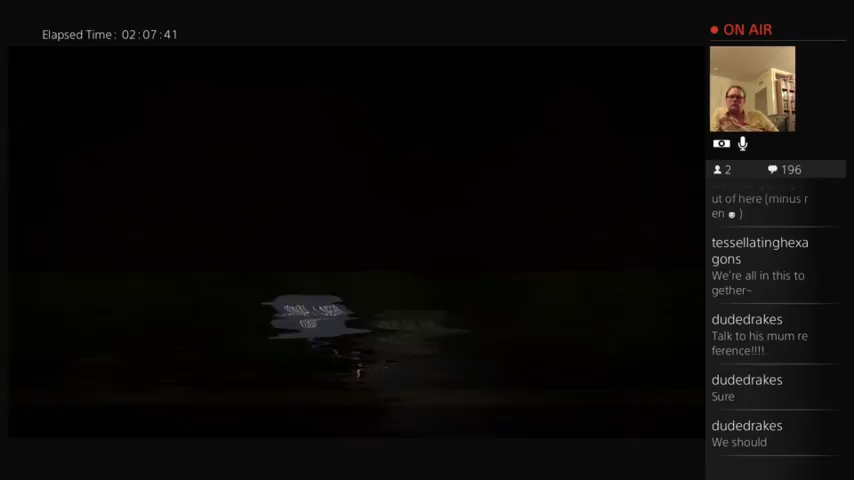 Elapsed Time: 02:07:41
ON AIR
2
196
ut of here (minus r
en
)
tessellatinghexa
gons
We're all in this to
gether~
dudedrakes
Talk to his mum re
ference!!!!
dudedrakes
Sure
dudedrakes
We should